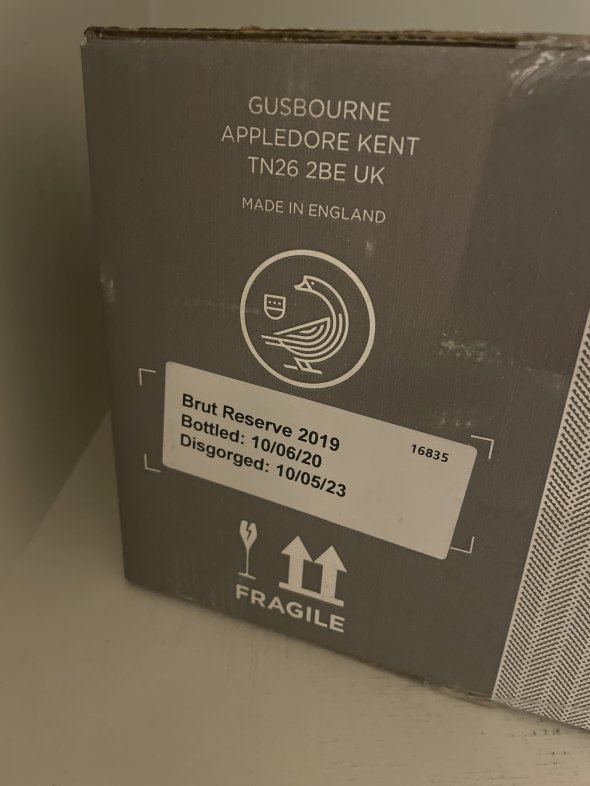 GUSBOURNE
APPLEDORE KENT
TN26 2BE UK
MADE IN ENGLAND
Brut Reserve 2019
16835
Bottled: 10/06/20
Disgorged: 10/05/23
FRAGILE